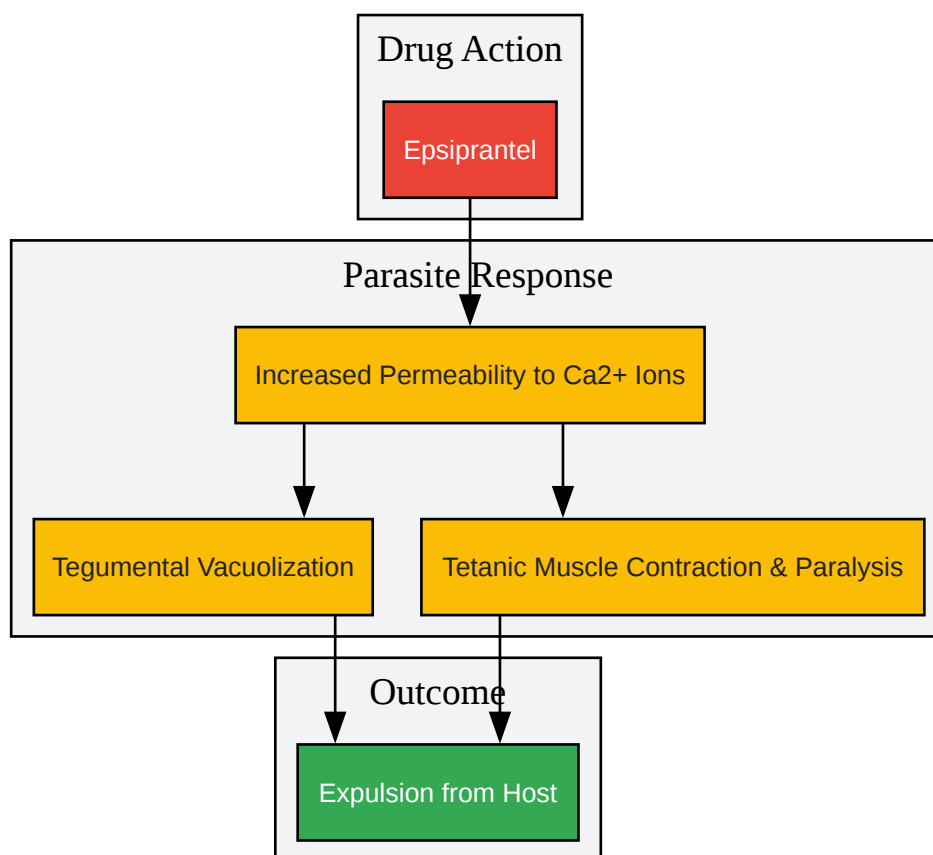 Drug Action
Epsiprantel
Parasite Response
Increased Permeability to Ca2+ Ions
Tegumental Vacuolization
Tetanic Muscle Contraction & Paralysis
Outcome
Expulsion from Host